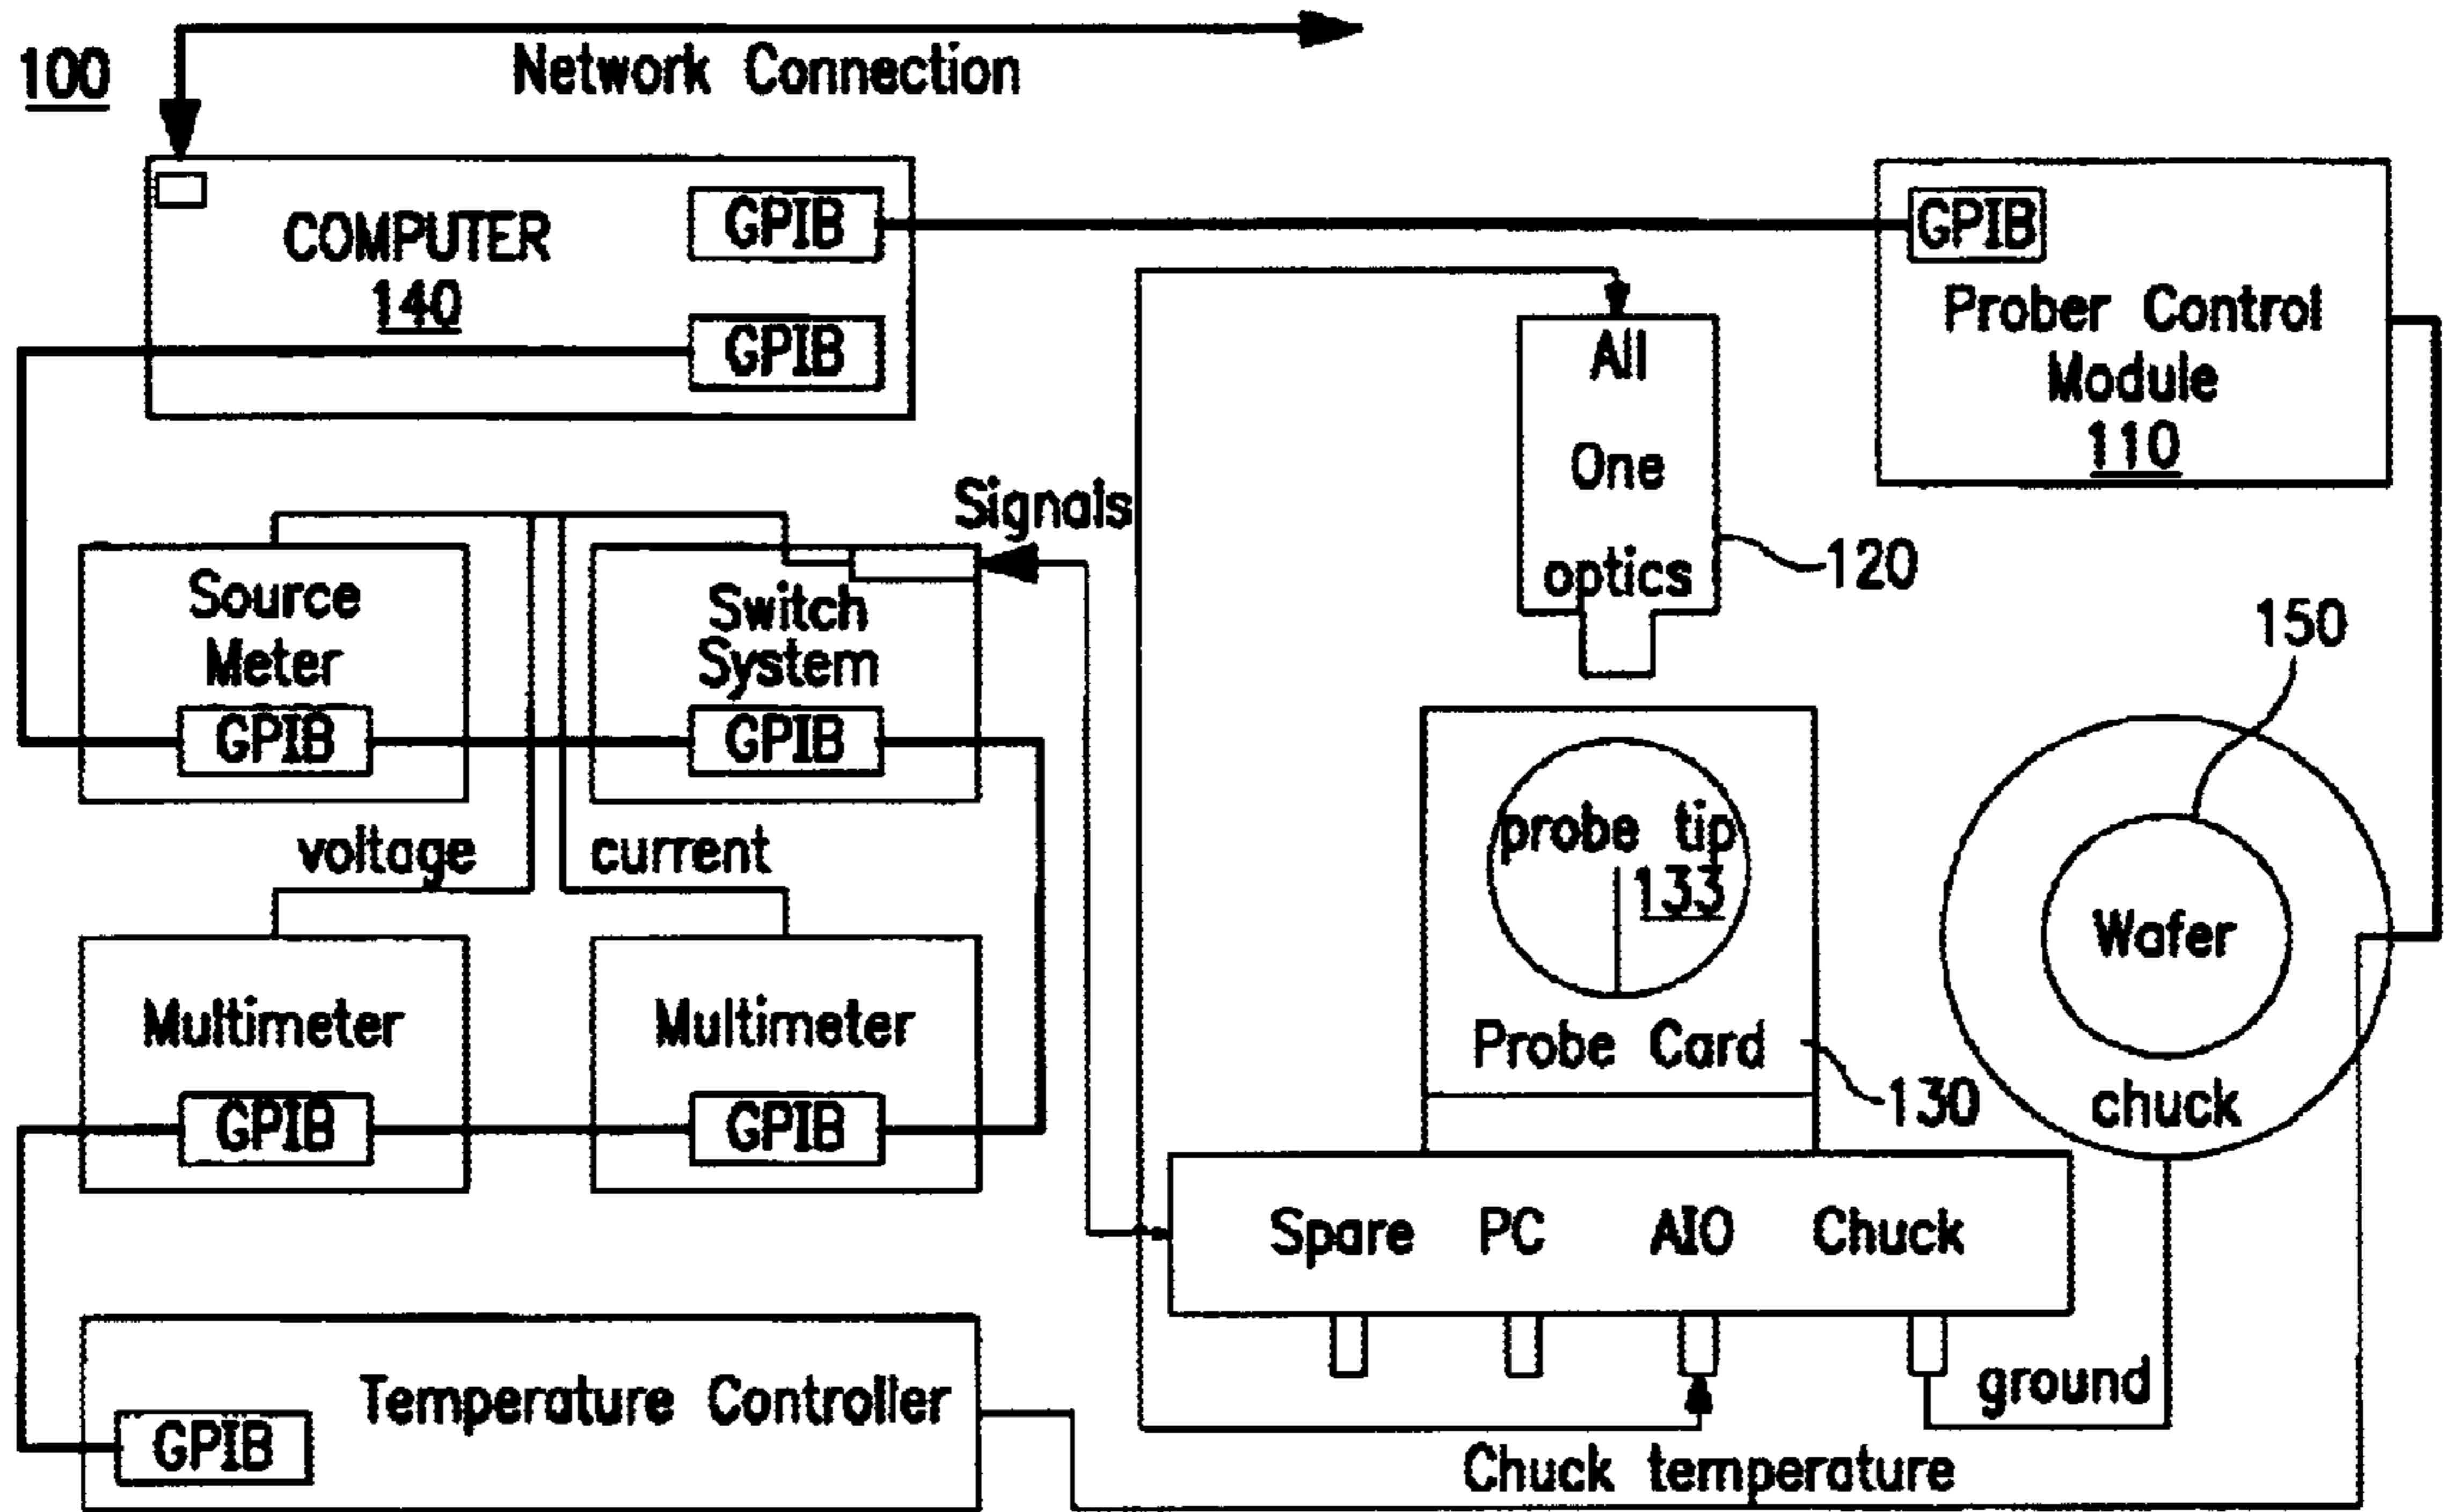 100
Network Connection
COMPUTER
140
GPIB
GPIB
GPIB
Prober Control
Module
110
All
One
optics
120
Signals
Source
Meter
GPIB
Switch
System
GPIB
voltage
current
150
probe tip
133
Wafer
chuck
Probe Card
130
Multimeter
GPIB
Multimeter
GPIB
Spare PC AIO Chuck
ground
Temperature Controller
GPIB
Chuck temperature